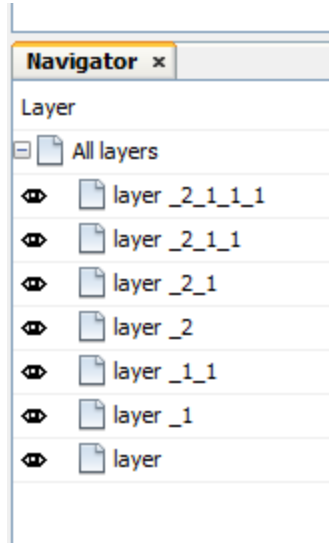 Navigator ×
Layer
All layers
layer _2_1_1_1
layer _2_1_1
layer _2_1
layer _2
layer _1_1
layer _1
layer